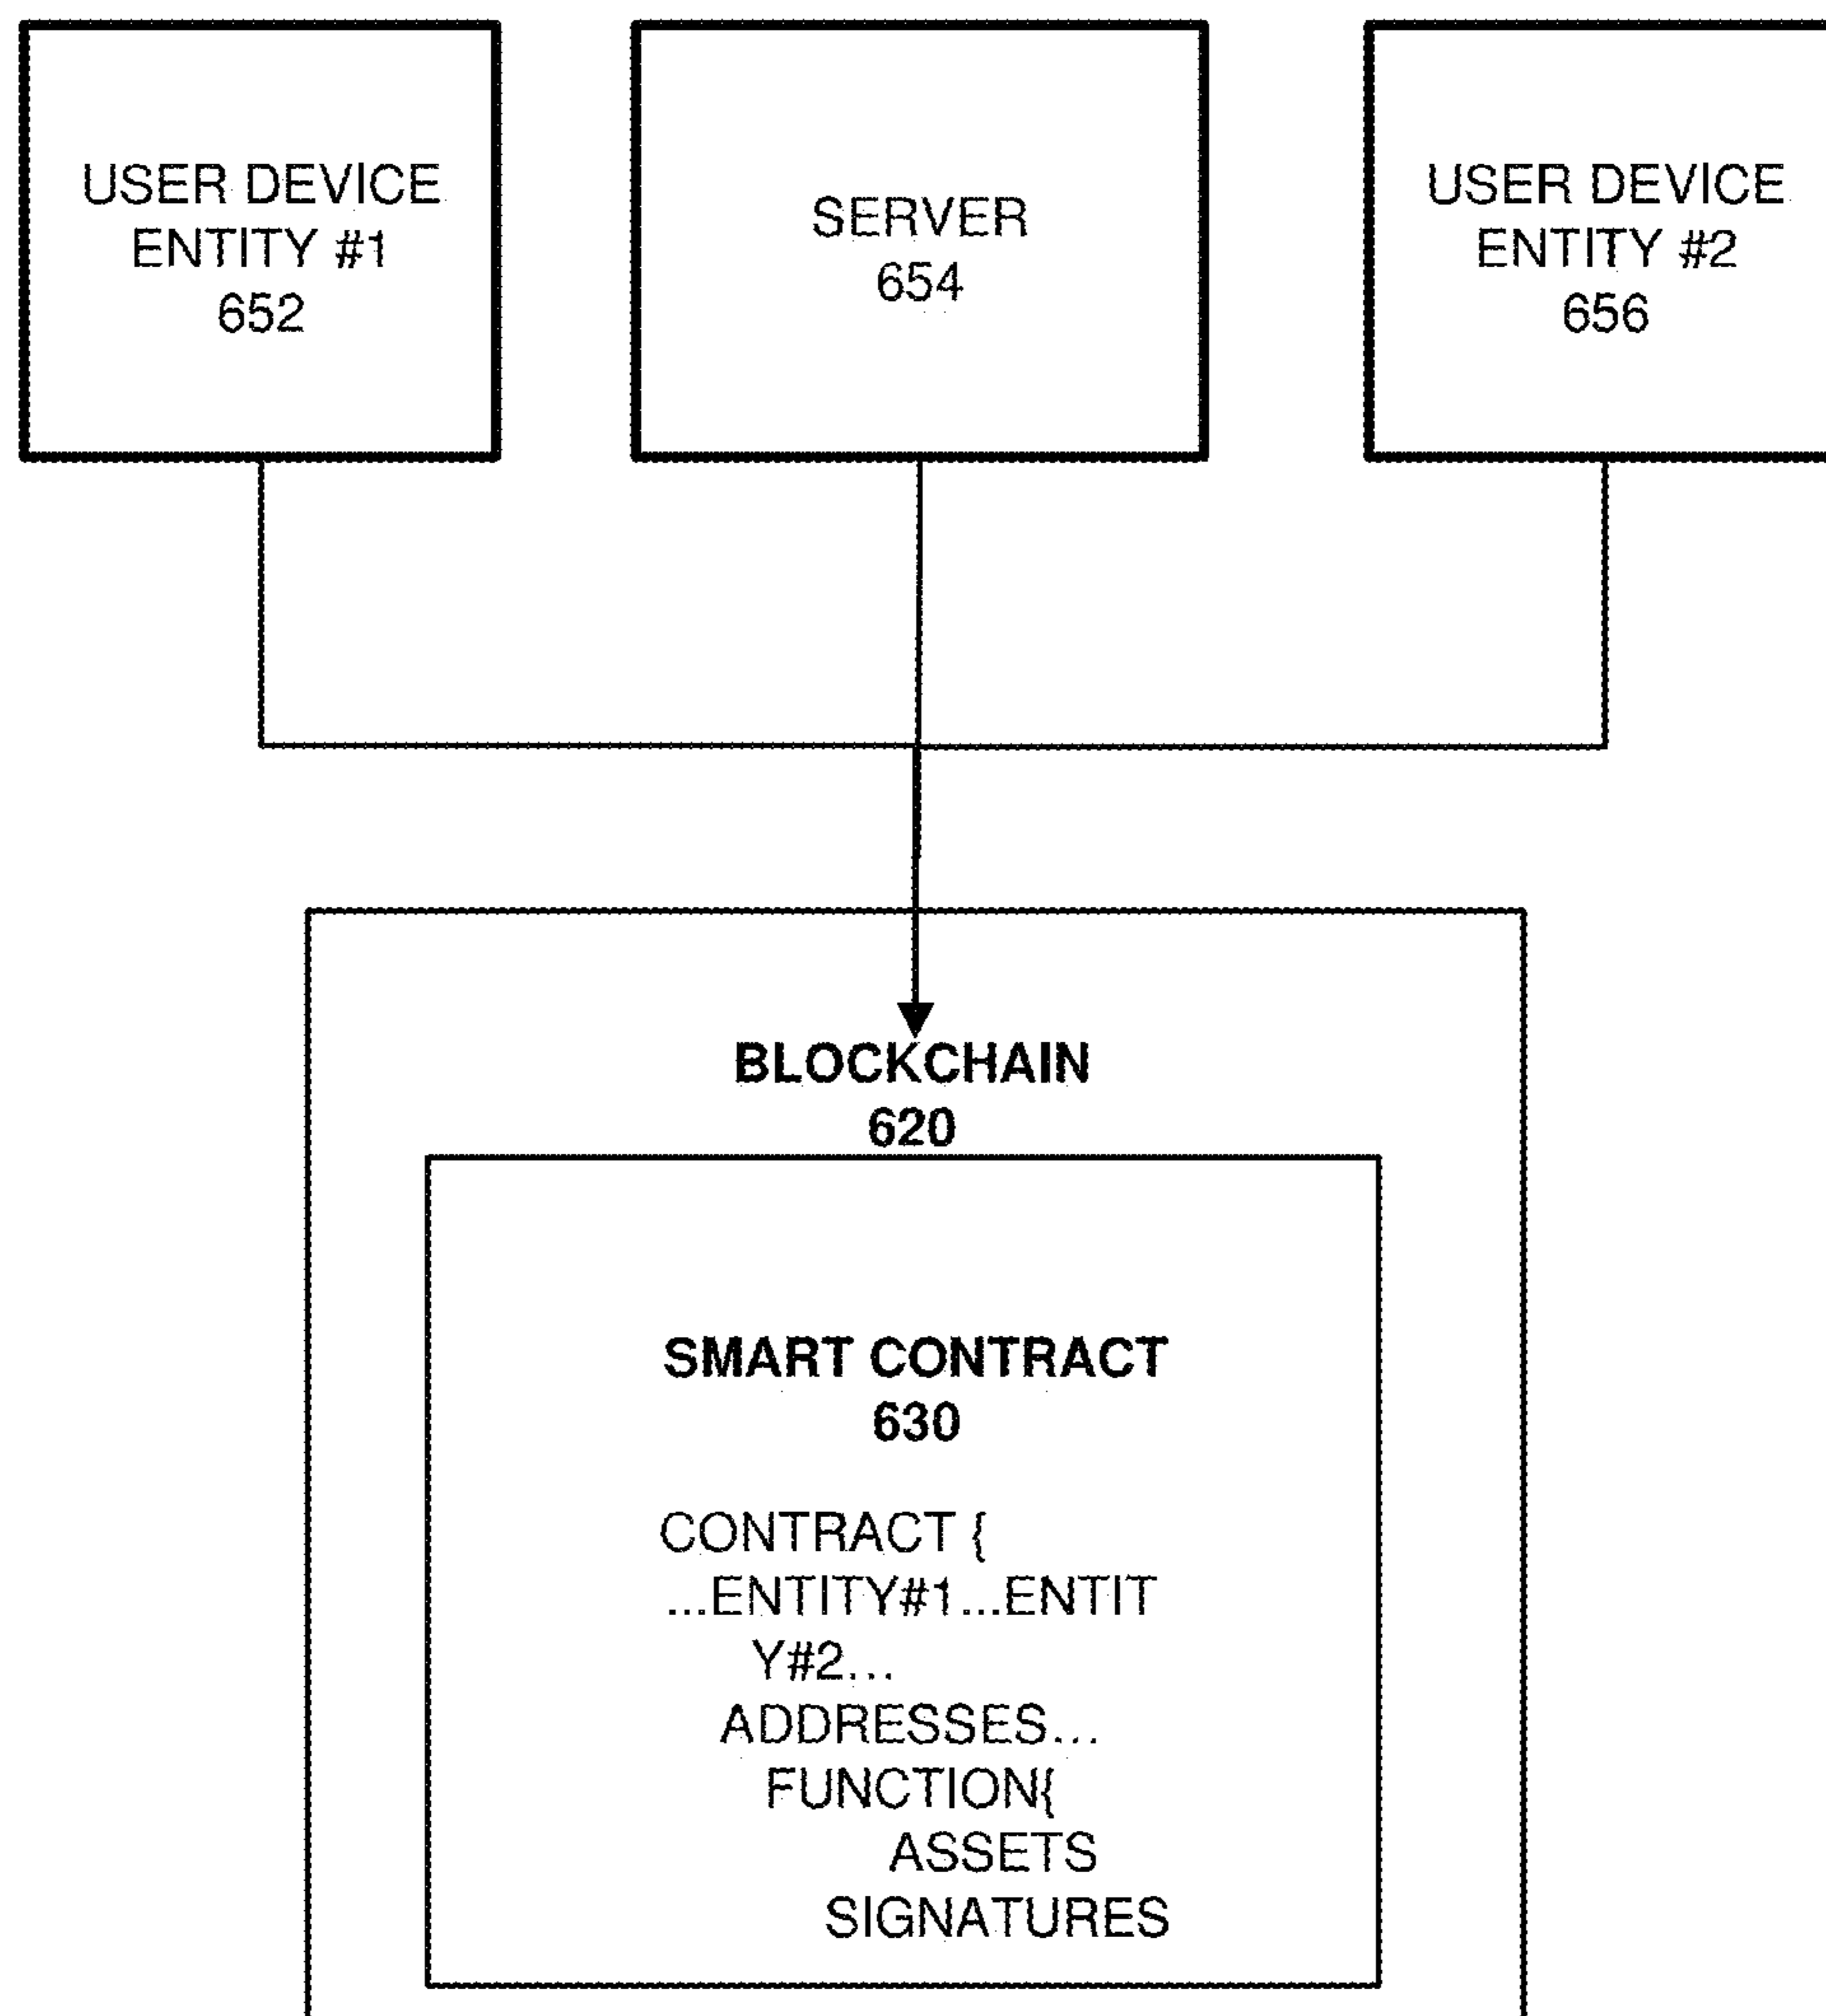 USER DEVICE
ENTITY #1
652
SERVER
654
USER DEVICE
ENTITY #2
656
BLOCKCHAIN
620
SMART CONTRACT
630
CONTRACT {
...ENTITY#1...ENTIT
Y#2...
ADDRESSES...
FUNCTION{
ASSETS
SIGNATURES